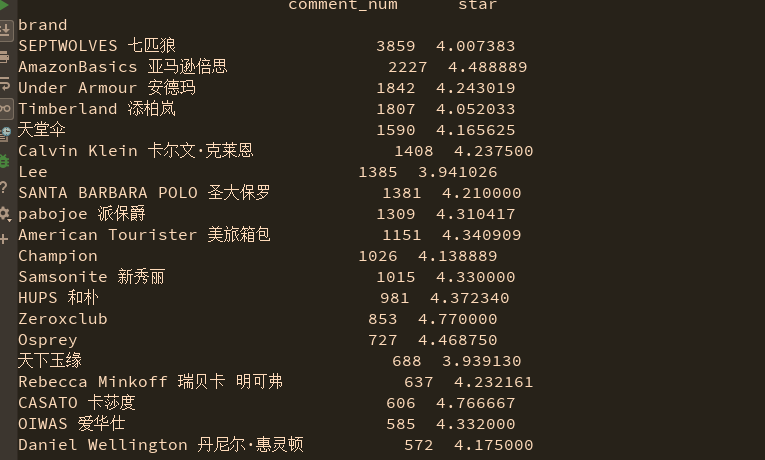 comment_num star
brand
SEPTWOLVES 七匹狼 3859 4.007383
AmazonBasics 亚马逊倍思 2227 4.488889
Under Armour 安德玛 1842 4.243019
Timberland 添柏岚 1807 4.052033
天堂伞 1590 4.165625
Calvin Klein 卡尔文·克莱恩 1408 4.237500
Lee 1385 3.941026
SANTA BARBARA POLO 圣大保罗 1381 4.210000
pabojoe 派保爵 1309 4.310417
American Tourister 美旅箱包 1151 4.340909
Champion 1026 4.138889
Samsonite 新秀丽 1015 4.330000
HUPS 和朴 981 4.372340
Zeroxclub 853 4.770000
Osprey 727 4.468750
天下玉缘 688 3.939130
Rebecca Minkoff 瑞贝卡 明可弗 637 4.232161
CASATO 卡莎度 606 4.766667
OIWAS 爱华仕 585 4.332000
Daniel Wellington 丹尼尔·惠灵顿 572 4.175000